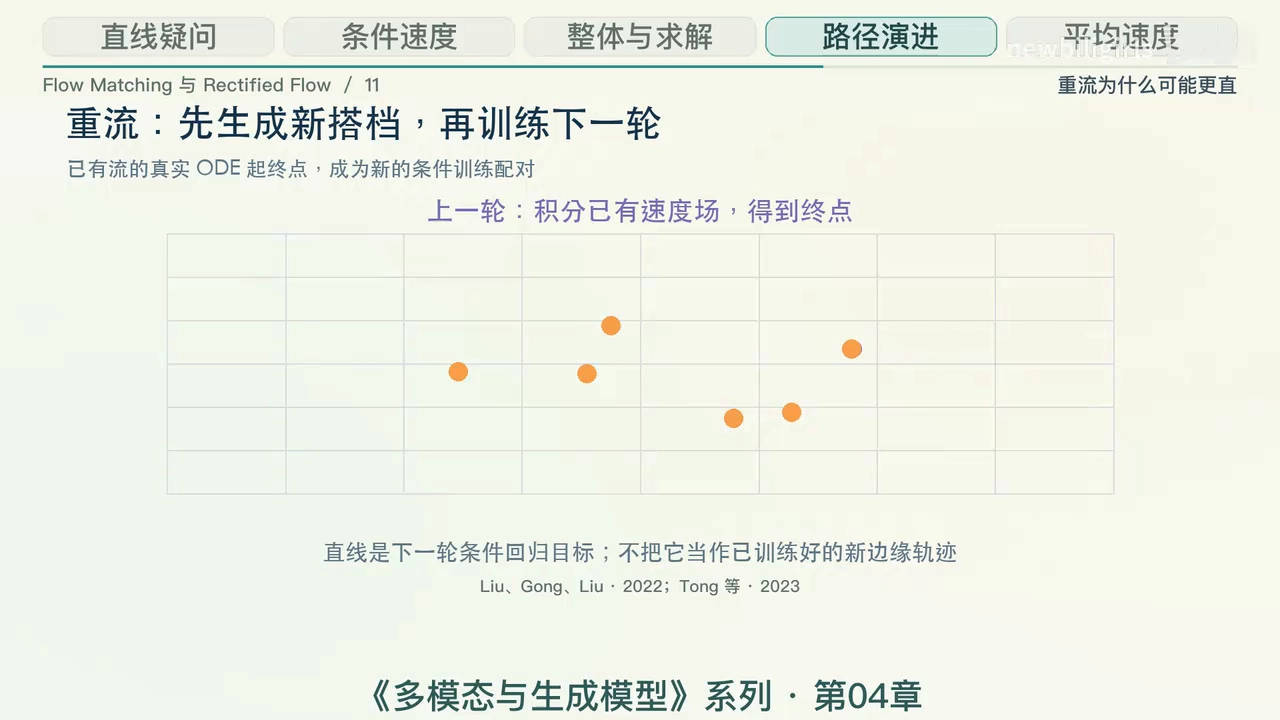 直线疑问
条件速度
整体与求解
路径演进
平均速度
Flow Matching 与 Rectified Flow / 11
重流为什么可能更直
重流：先生成新搭档，再训练下一轮
已有流的真实 ODE 起终点，成为新的条件训练配对
上一轮：积分已有速度场，得到终点
直线是下一轮条件回归目标；不把它当作已训练好的新边缘轨迹
Liu、Gong、Liu · 2022；Tong 等 · 2023
《多模态与生成模型》系列 · 第04章